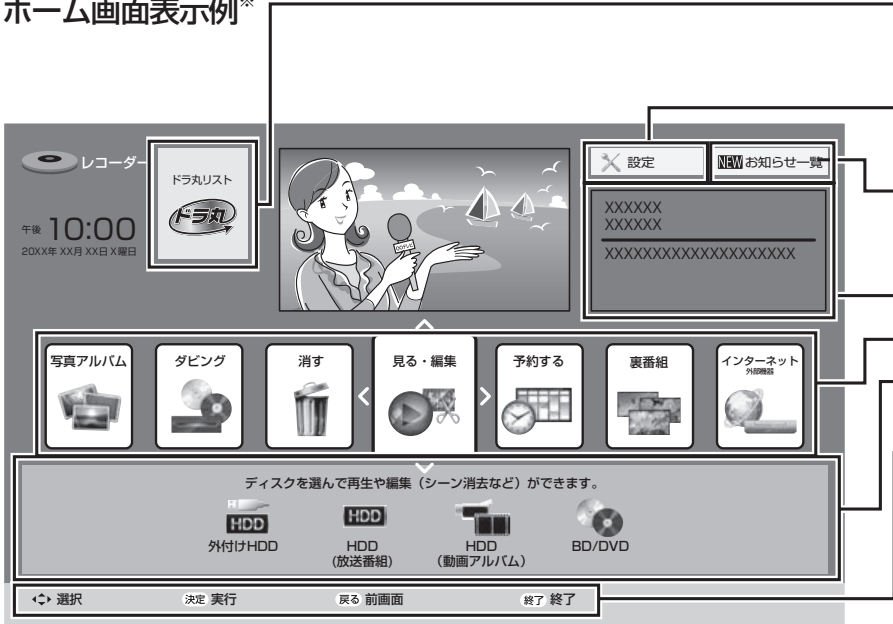 ホーム画面表示例※
レコーダー
ドラ丸リスト
ドラ丸
午後 10:00
20XX年 XX月 XX日 X曜日
設定
NEW お知らせ一覧
XXXXXX
XXXXXX
XXXXXXXXXXXXXXXXXXXX
写真アルバム
ダビング
消す
見る・編集
予約する
裏番組
インターネット
外部機器
ディスクを選んで再生や編集（シーン消去など）ができます。
HDD
外付けHDD
HDD
HDD
(放送番組)
HDD
（動画アルバム）
BD/DVD
選択
決定 実行
戻る 前画面
終了 終了